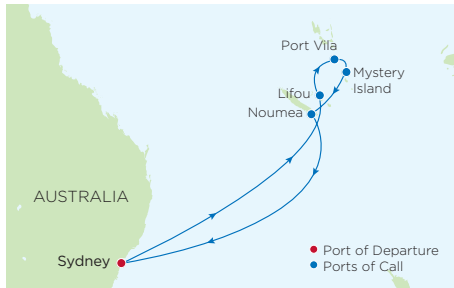 Port Vila
Mystery
Island
Lifou
Noumea
AUSTRALIA
Sydney
Port of Departure
Ports of Call